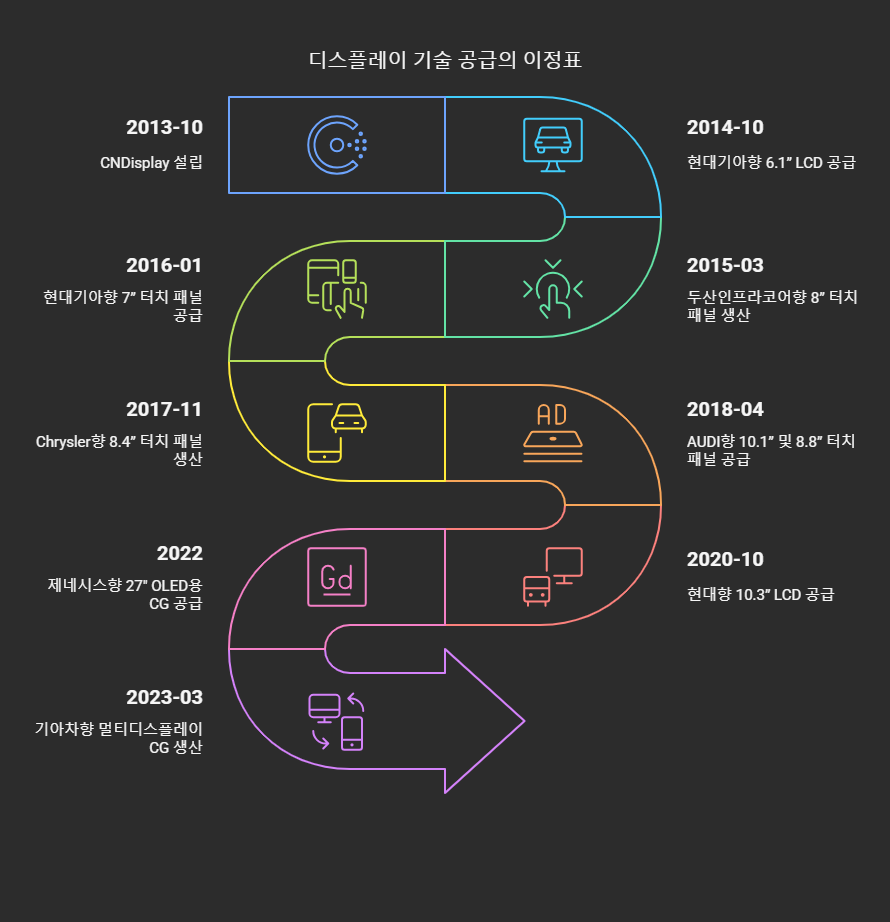 디스플레이 기술 공급의 이정표
2013-10
CNDisplay 설립
2014-10
현대기아향 6.1” LCD 공급
2015-03
두산인프라코어향 8” 터치
패널 생산
2016-01
현대기아향 7” 터치 패널
공급
2017-11
Chrysler향 8.4” 터치 패널
생산
AD
2018-04
AUDI향 10.1” 및 8.8” 터치
패널 공급
2020-10
현대향 10.3” LCD 공급
2022
제네시스향 27" OLED용
CG 공급
Gd
2023-03
기아차향 멀티디스플레이
CG 생산